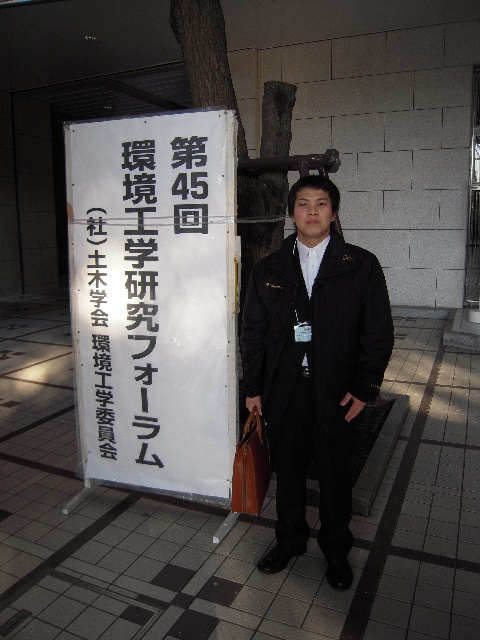 第45回
環境工学研究フォーラム
(社)土木学会 環境工学委員会